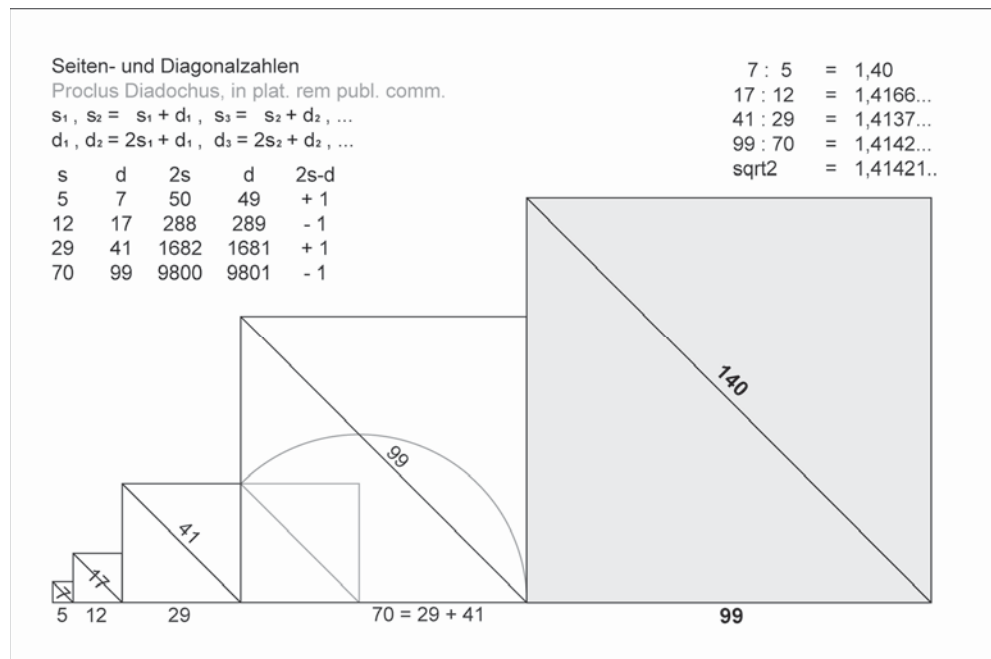 Seiten- und Diagonalzahlen
Proclus Diadochus, in plat. rem publ. comm.
s₁ , s₂ = s₁ + d₁ , s₃ = s₂ + d₂ , ...
d₁ , d₂ = 2s₁ + d₁ , d₃ = 2s₂ + d₂ , ...
s d 2s d 2s-d
5 7 50 49 + 1
12 17 288 289 - 1
29 41 1682 1681 + 1
70 99 9800 9801 - 1
7 : 5 = 1,40
17 : 12 = 1,4166...
41 : 29 = 1,4137...
99 : 70 = 1,4142...
sqrt2 = 1,41421..
140
99
41
17
7
5 12 29 70 = 29 + 41 99